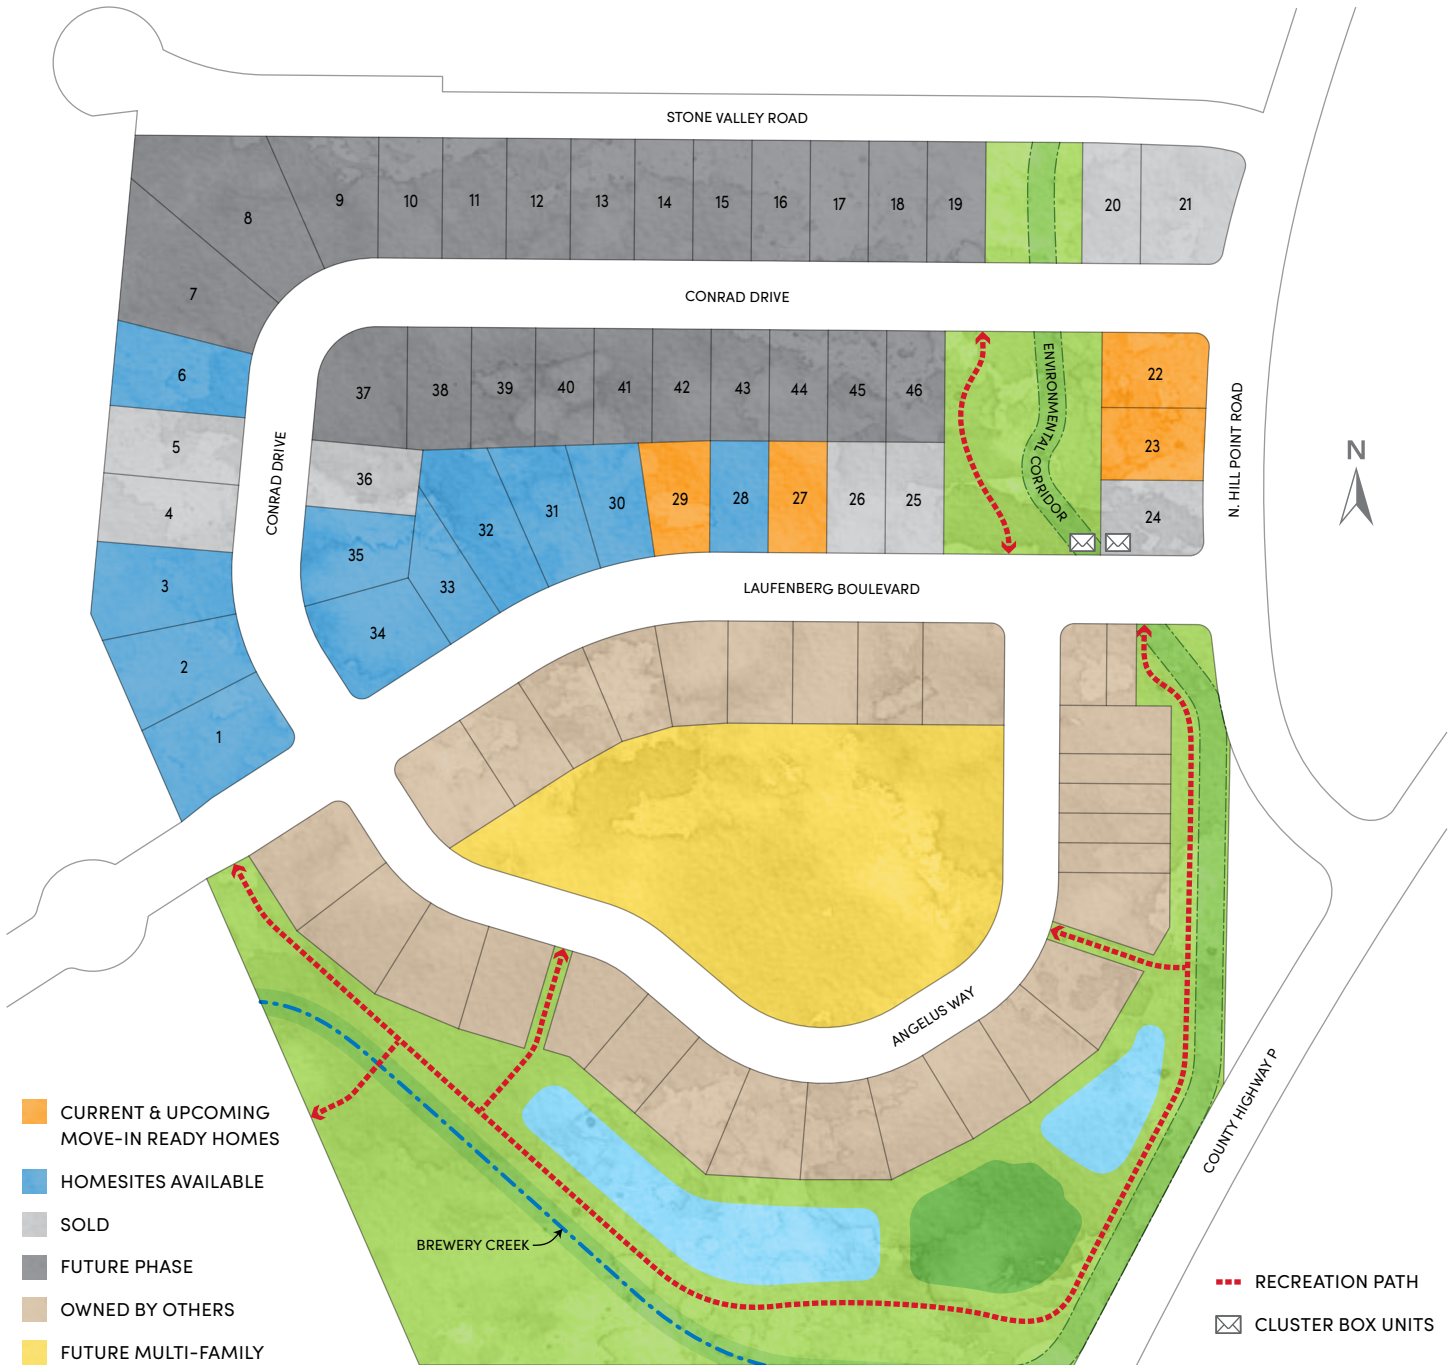 STONE VALLEY ROAD
8
9
10
11
12
13
14
15
16
17
18
19
20
21
7
CONRAD DRIVE
6
5
4
3
2
1
CONRAD DRIVE
37
38
39
40
41
42
43
44
45
46
36
35
34
33
32
31
30
29
28
27
26
25
ENVIRONMENTAL CORRIDOR
22
23
24
N. HILL POINT ROAD
N
LAUFENBERG BOULEVARD
ANGELUS WAY
COUNTY HIGHWAY P
BREWERY CREEK
CURRENT & UPCOMING
MOVE-IN READY HOMES
HOMESITES AVAILABLE
SOLD
FUTURE PHASE
OWNED BY OTHERS
FUTURE MULTI-FAMILY
RECREATION PATH
CLUSTER BOX UNITS